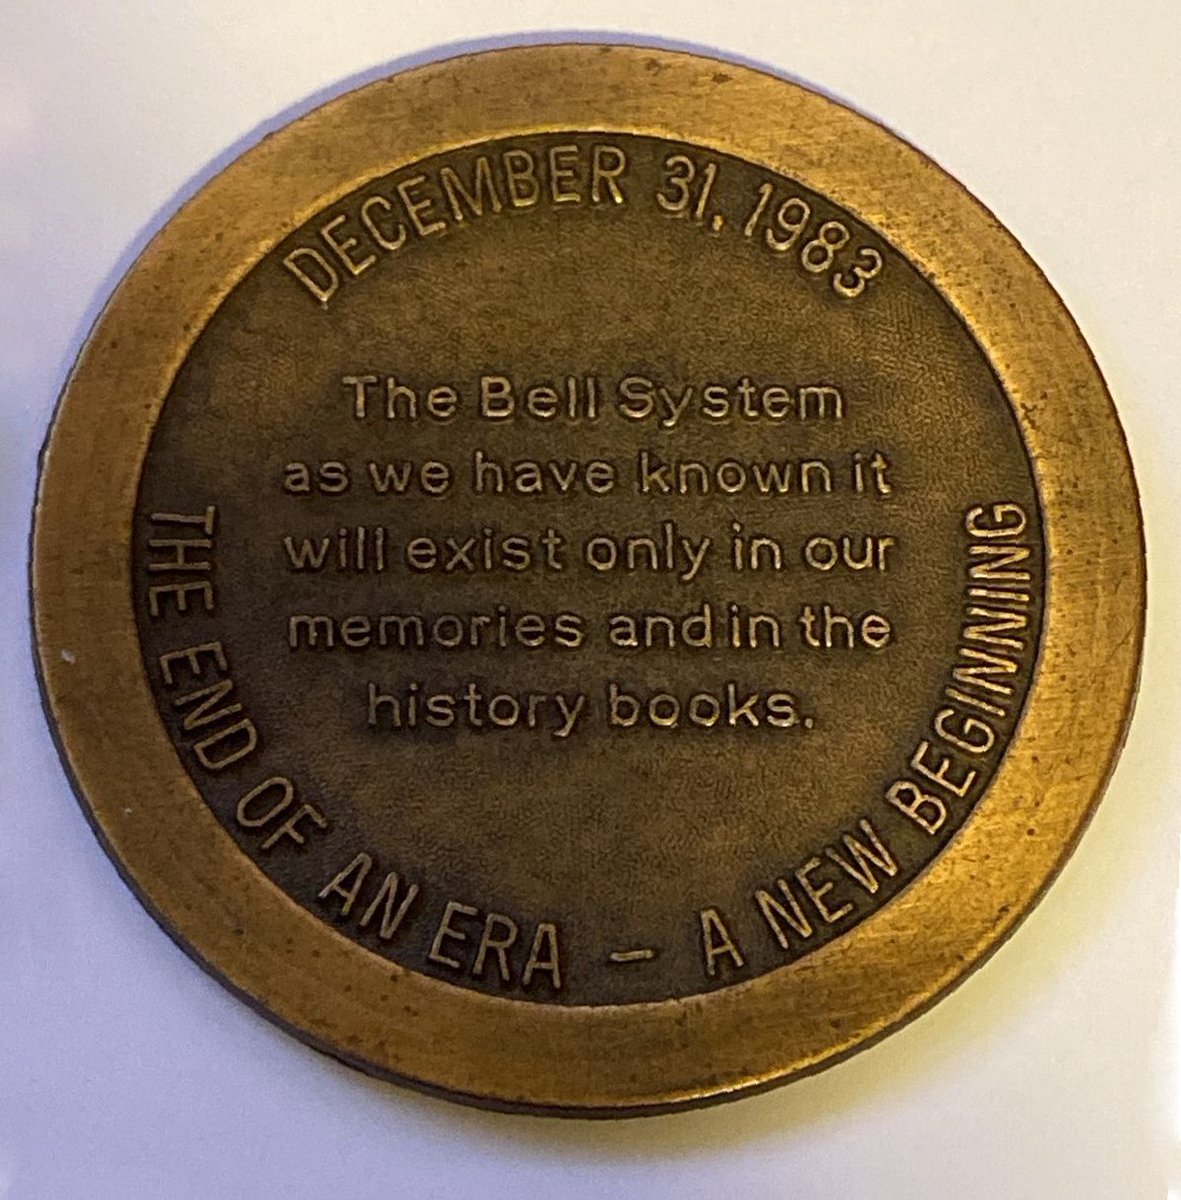 DECEMBER 31, 1983
The Bell System
as we have known it
will exist only in our
memories and in the
history books.
THE END OF AN ERA – A NEW BEGINNING